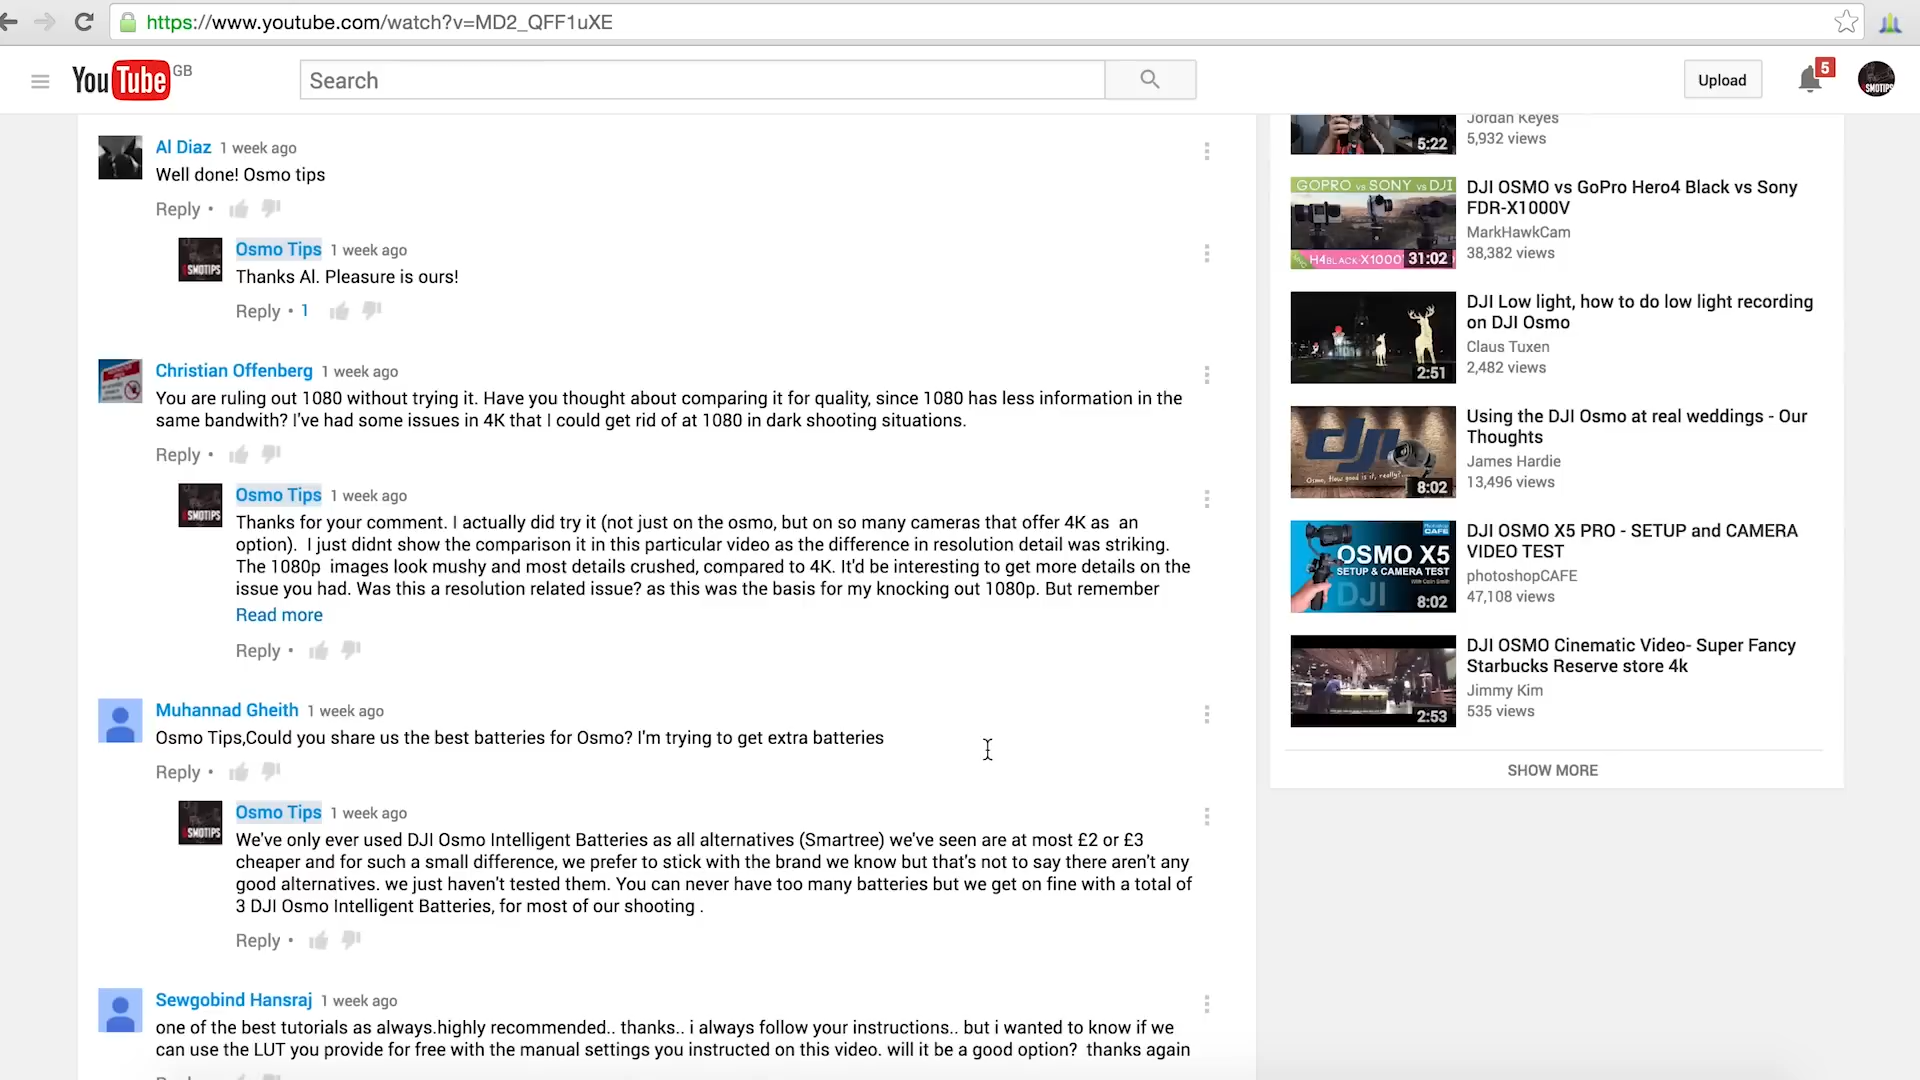 https://www.youtube.com/watch?v=MD2_QFF1uXE
YouTube GB
Search
Upload
5
SMOTIPS
Al Diaz 1 week ago
Well done! Osmo tips
Reply •
SMOTIPS
Osmo Tips 1 week ago
Thanks Al. Pleasure is ours!
Reply • 1
Christian Offenberg 1 week ago
You are ruling out 1080 without trying it. Have you thought about comparing it for quality, since 1080 has less information in the
same bandwith? I've had some issues in 4K that I could get rid of at 1080 in dark shooting situations.
Reply •
SMOTIPS
Osmo Tips 1 week ago
Thanks for your comment. I actually did try it (not just on the osmo, but on so many cameras that offer 4K as  an
option).  I just didnt show the comparison it in this particular video as the difference in resolution detail was striking.
The 1080p  images look mushy and most details crushed, compared to 4K. It'd be interesting to get more details on the
issue you had. Was this a resolution related issue? as this was the basis for my knocking out 1080p. But remember
Read more
Reply •
Muhannad Gheith 1 week ago
Osmo Tips,Could you share us the best batteries for Osmo? I'm trying to get extra batteries
Reply •
SMOTIPS
Osmo Tips 1 week ago
We've only ever used DJI Osmo Intelligent Batteries as all alternatives (Smartree) we've seen are at most £2 or £3
cheaper and for such a small difference, we prefer to stick with the brand we know but that's not to say there aren't any
good alternatives. we just haven't tested them. You can never have too many batteries but we get on fine with a total of
3 DJI Osmo Intelligent Batteries, for most of our shooting .
Reply •
Sewgobind Hansraj 1 week ago
one of the best tutorials as always.highly recommended.. thanks.. i always follow your instructions.. but i wanted to know if we
can use the LUT you provide for free with the manual settings you instructed on this video. will it be a good option?  thanks again
5:22
Jordan Keyes
5,932 views
GOPRO vs SONY vs DJI
H4BLACK-X1000
31:02
DJI OSMO vs GoPro Hero4 Black vs Sony
FDR-X1000V
MarkHawkCam
38,382 views
2:51
DJI Low light, how to do low light recording
on DJI Osmo
Claus Tuxen
2,482 views
dji
Osmo, How good is it, really?..
8:02
Using the DJI Osmo at real weddings - Our
Thoughts
James Hardie
13,496 views
Photoshop
CAFE
OSMO X5
SETUP & CAMERA TEST
With Colin Smith
DJI
8:02
DJI OSMO X5 PRO - SETUP and CAMERA
VIDEO TEST
photoshopCAFE
47,108 views
2:53
DJI OSMO Cinematic Video- Super Fancy
Starbucks Reserve store 4k
Jimmy Kim
535 views
SHOW MORE